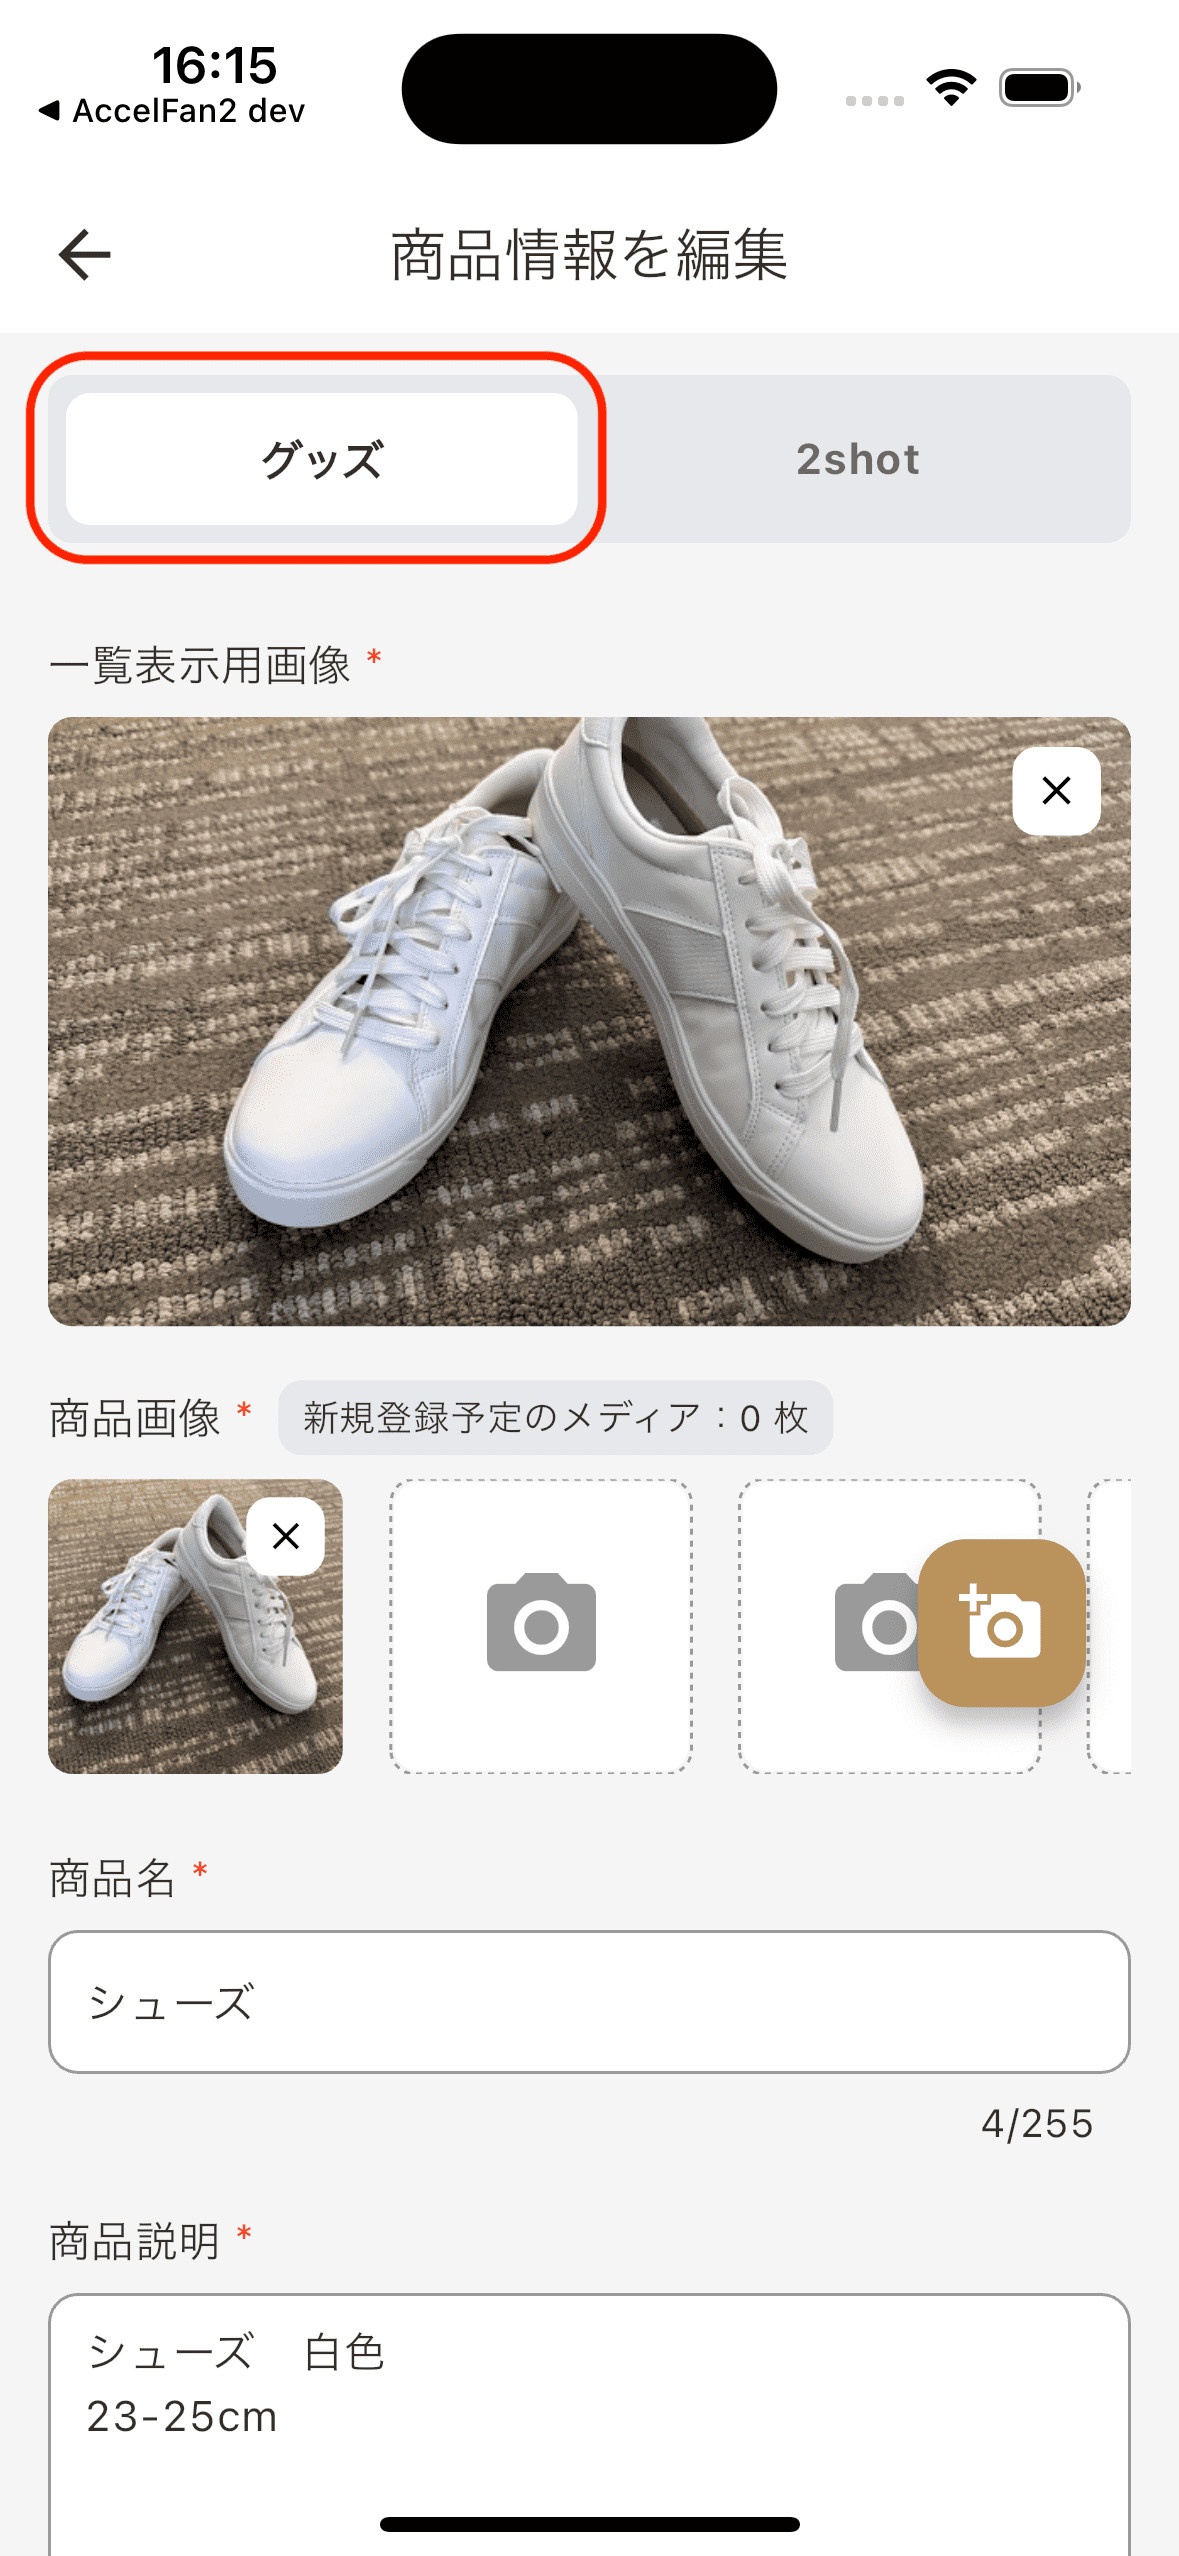 16:15
◀ AccelFan2 dev
商品情報を編集
グッズ
2shot
一覧表示用画像 *
商品画像 *
新規登録予定のメディア：0 枚
商品名 *
シューズ
4/255
商品説明 *
シューズ　白色
23-25cm